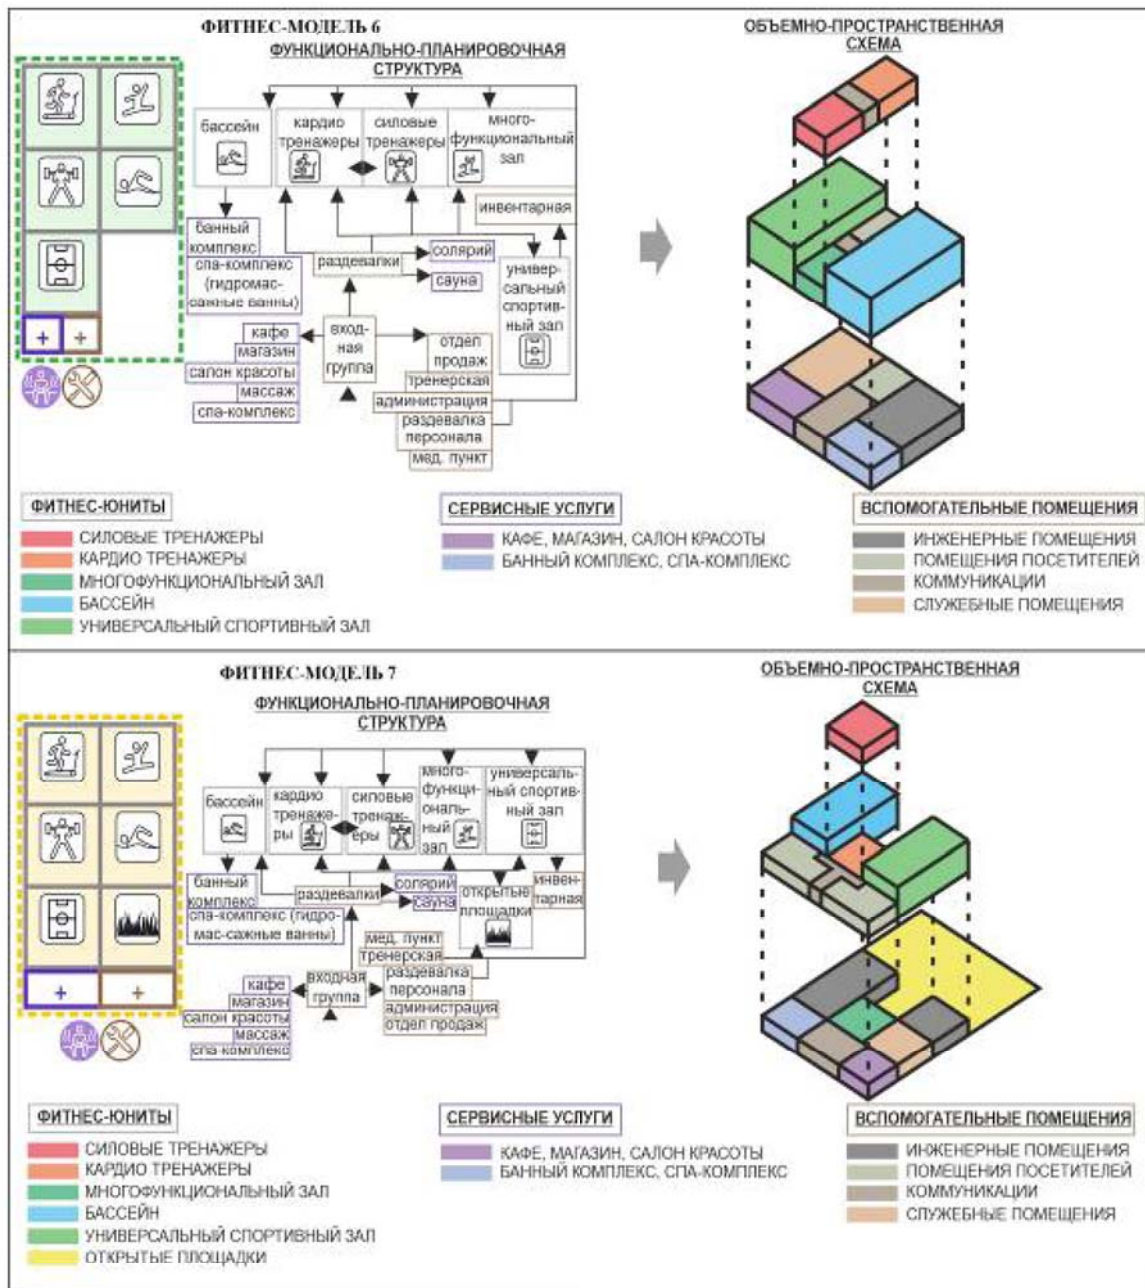 ФИТНЕС-МОДЕЛЬ 6
ФУНКЦИОНАЛЬНО-ПЛАНИРОВОЧНАЯ
СТРУКТУРА
ОБЪЕМНО-ПРОСТРАНСТВЕННАЯ
СХЕМА
бассейн
кардио
тренажеры
силовые
тренажеры
много-
функциональный
зал
инвентарная
банный
комплекс
спа-комплекс
(гидромас-
сажные ванны)
раздевалки
солярий
сауна
универ-
сальный
спортив-
ный зал
кафе
магазин
салон красоты
массаж
спа-комплекс
вход-
ная
группа
отдел
продаж
тренерская
администрация
раздевалка
персонала
мед. пункт
+ +
ФИТНЕС-ЮНИТЫ
СИЛОВЫЕ ТРЕНАЖЕРЫ
КАРДИО ТРЕНАЖЕРЫ
МНОГОФУНКЦИОНАЛЬНЫЙ ЗАЛ
БАССЕЙН
УНИВЕРСАЛЬНЫЙ СПОРТИВНЫЙ ЗАЛ
СЕРВИСНЫЕ УСЛУГИ
КАФЕ, МАГАЗИН, САЛОН КРАСОТЫ
БАННЫЙ КОМПЛЕКС, СПА-КОМПЛЕКС
ВСПОМОГАТЕЛЬНЫЕ ПОМЕЩЕНИЯ
ИНЖЕНЕРНЫЕ ПОМЕЩЕНИЯ
ПОМЕЩЕНИЯ ПОСЕТИТЕЛЕЙ
КОММУНИКАЦИИ
СЛУЖЕБНЫЕ ПОМЕЩЕНИЯ
ФИТНЕС-МОДЕЛЬ 7
ФУНКЦИОНАЛЬНО-ПЛАНИРОВОЧНАЯ
СТРУКТУРА
ОБЪЕМНО-ПРОСТРАНСТВЕННАЯ
СХЕМА
бассейн
кардио
тренаже-
ры
силовые
тренаж-
еры
много-
функци-
ональ-
ный
зал
универсаль-
ный спортив-
ный зал
банный
комплекс
спа-комплекс (гидро-
мас-сажные ванны)
раздевалки
солярий
сауна
открытые
площадки
инвен-
тарная
мед. пункт
тренерская
раздевалка
персонала
администрация
отдел продаж
входная
группа
кафе
магазин
салон красоты
массаж
спа-комплекс
+ +
ФИТНЕС-ЮНИТЫ
СИЛОВЫЕ ТРЕНАЖЕРЫ
КАРДИО ТРЕНАЖЕРЫ
МНОГОФУНКЦИОНАЛЬНЫЙ ЗАЛ
БАССЕЙН
УНИВЕРСАЛЬНЫЙ СПОРТИВНЫЙ ЗАЛ
ОТКРЫТЫЕ ПЛОЩАДКИ
СЕРВИСНЫЕ УСЛУГИ
КАФЕ, МАГАЗИН, САЛОН КРАСОТЫ
БАННЫЙ КОМПЛЕКС, СПА-КОМПЛЕКС
ВСПОМОГАТЕЛЬНЫЕ ПОМЕЩЕНИЯ
ИНЖЕНЕРНЫЕ ПОМЕЩЕНИЯ
ПОМЕЩЕНИЯ ПОСЕТИТЕЛЕЙ
КОММУНИКАЦИИ
СЛУЖЕБНЫЕ ПОМЕЩЕНИЯ